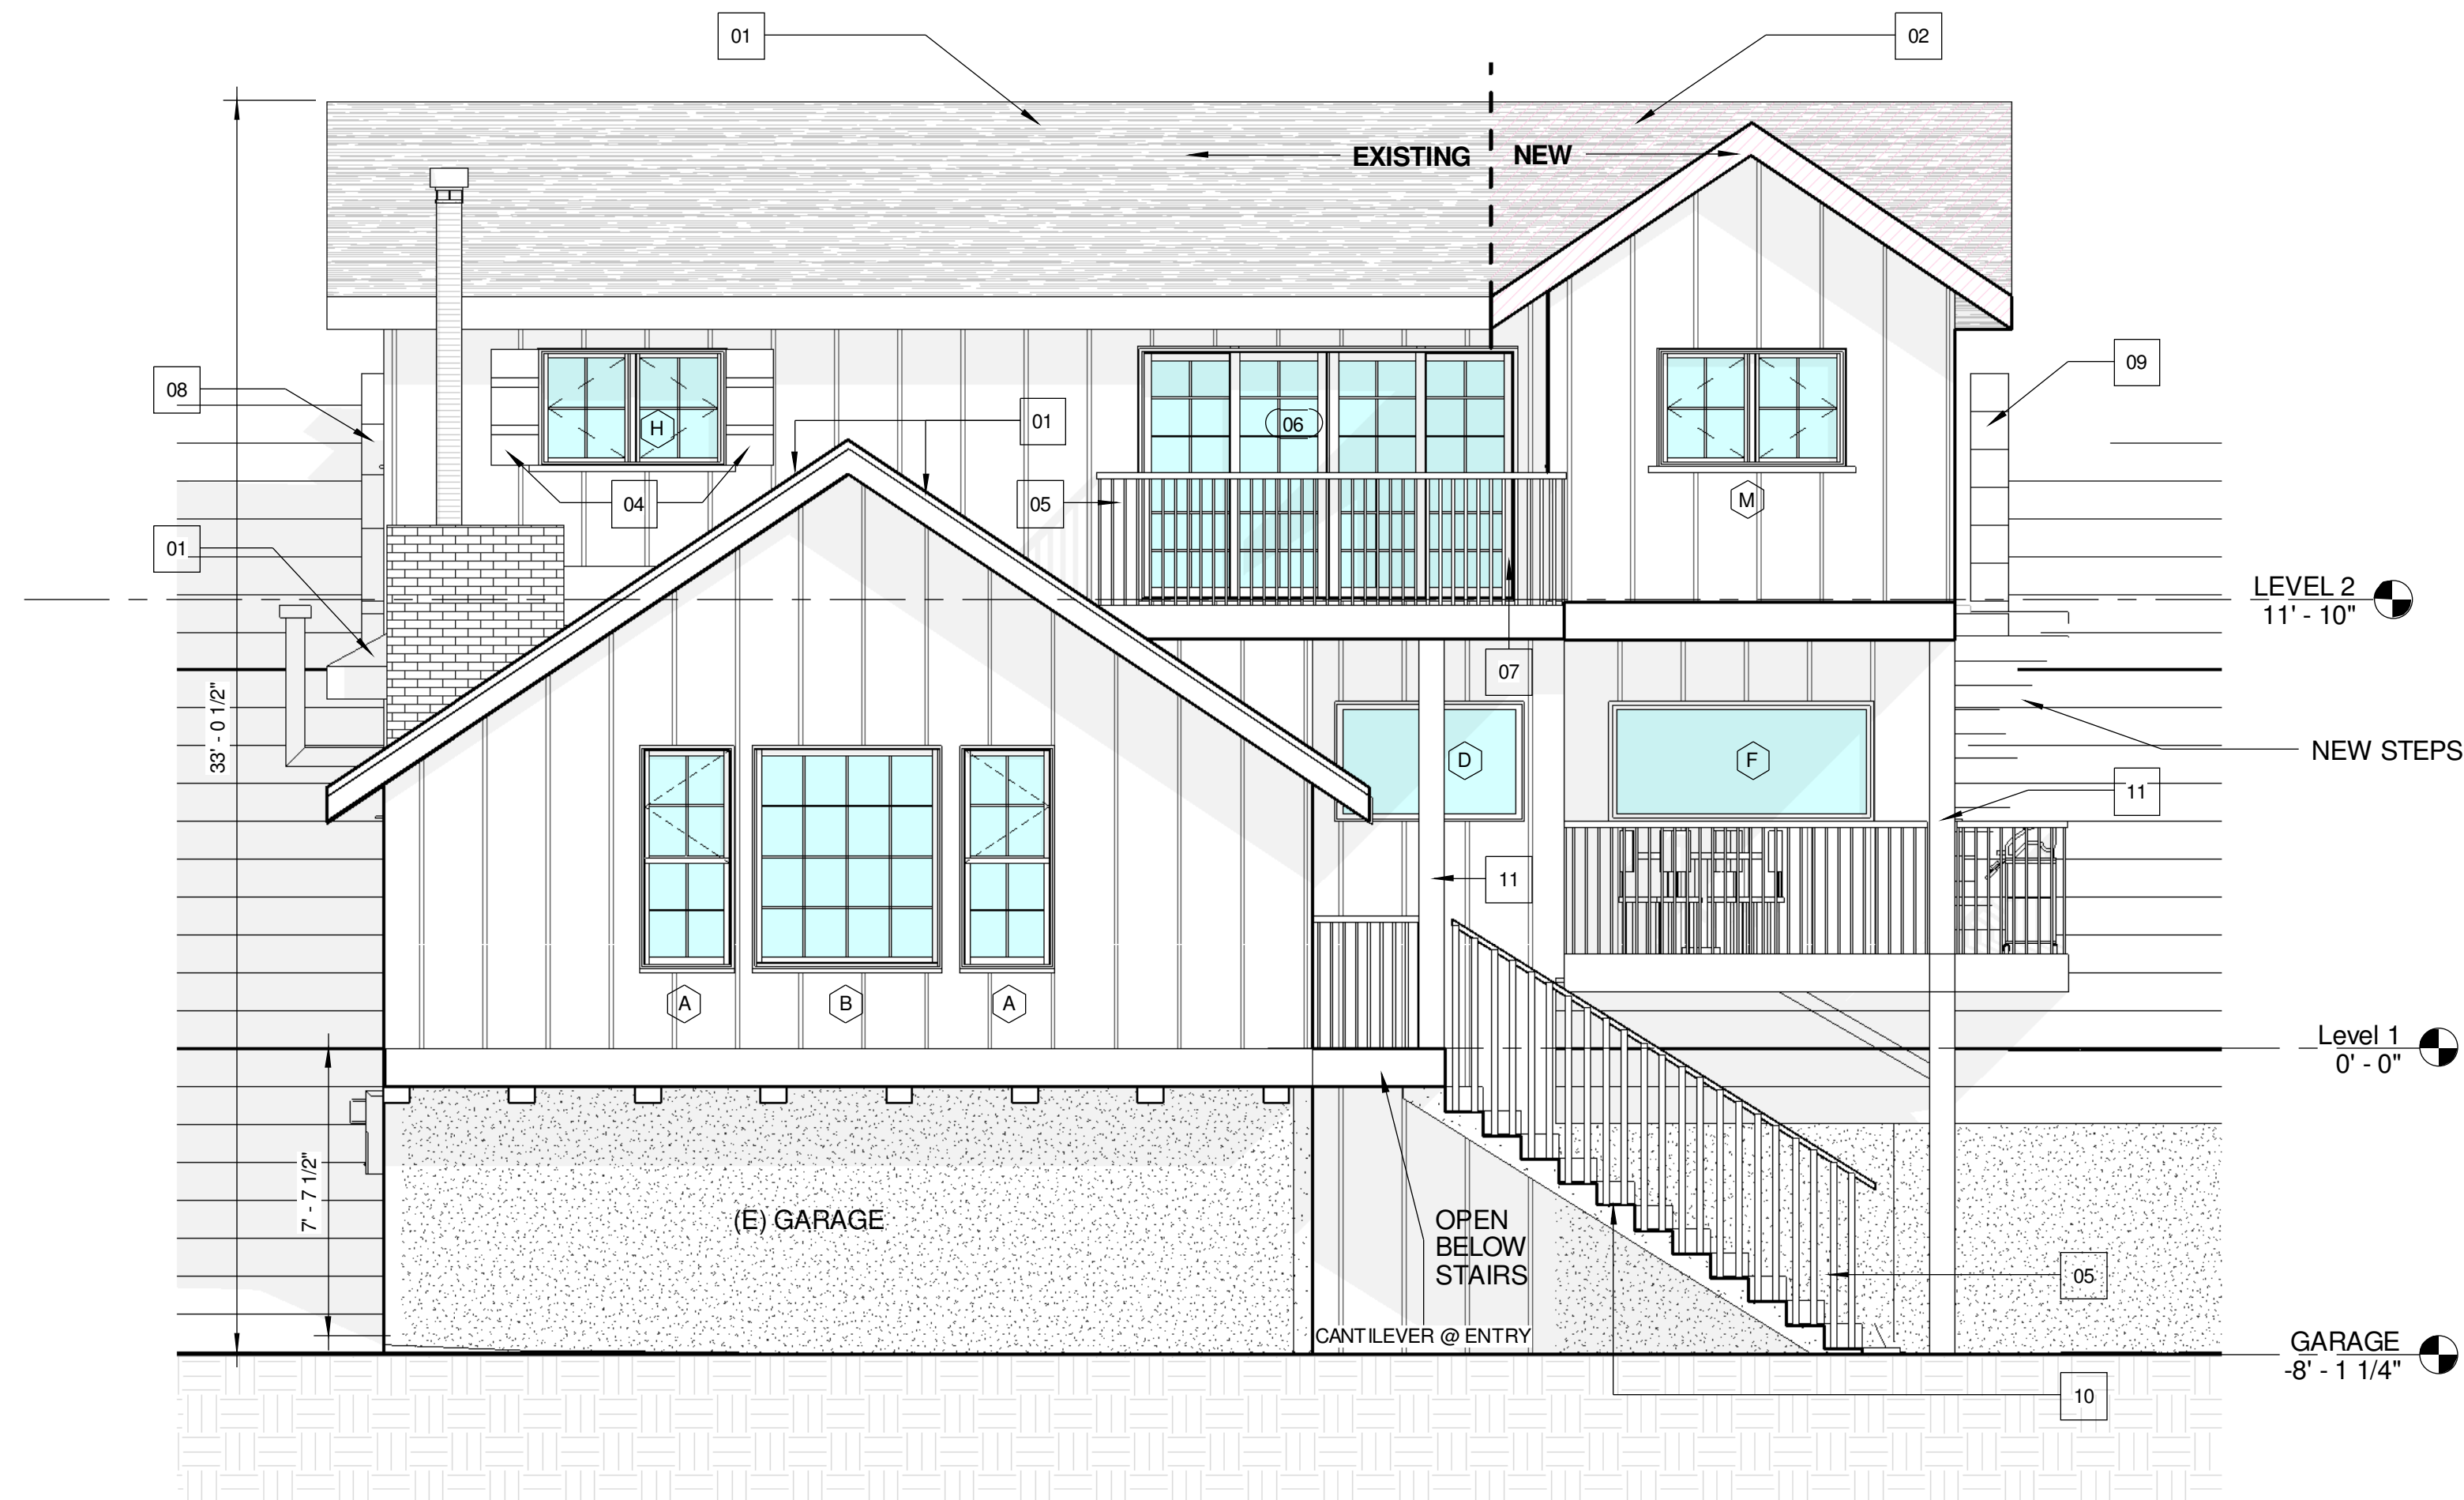 01
02
EXISTING
NEW
09
08
H
01
06
04
05
M
01
LEVEL 2
11' - 10"
07
33' - 0 1/2"
D
F
NEW STEPS
11
11
A
B
A
Level 1
0' - 0"
7' - 7 1/2"
(E) GARAGE
OPEN
BELOW
STAIRS
05
CANTILEVER @ ENTRY
GARAGE
-8' - 1 1/4"
10